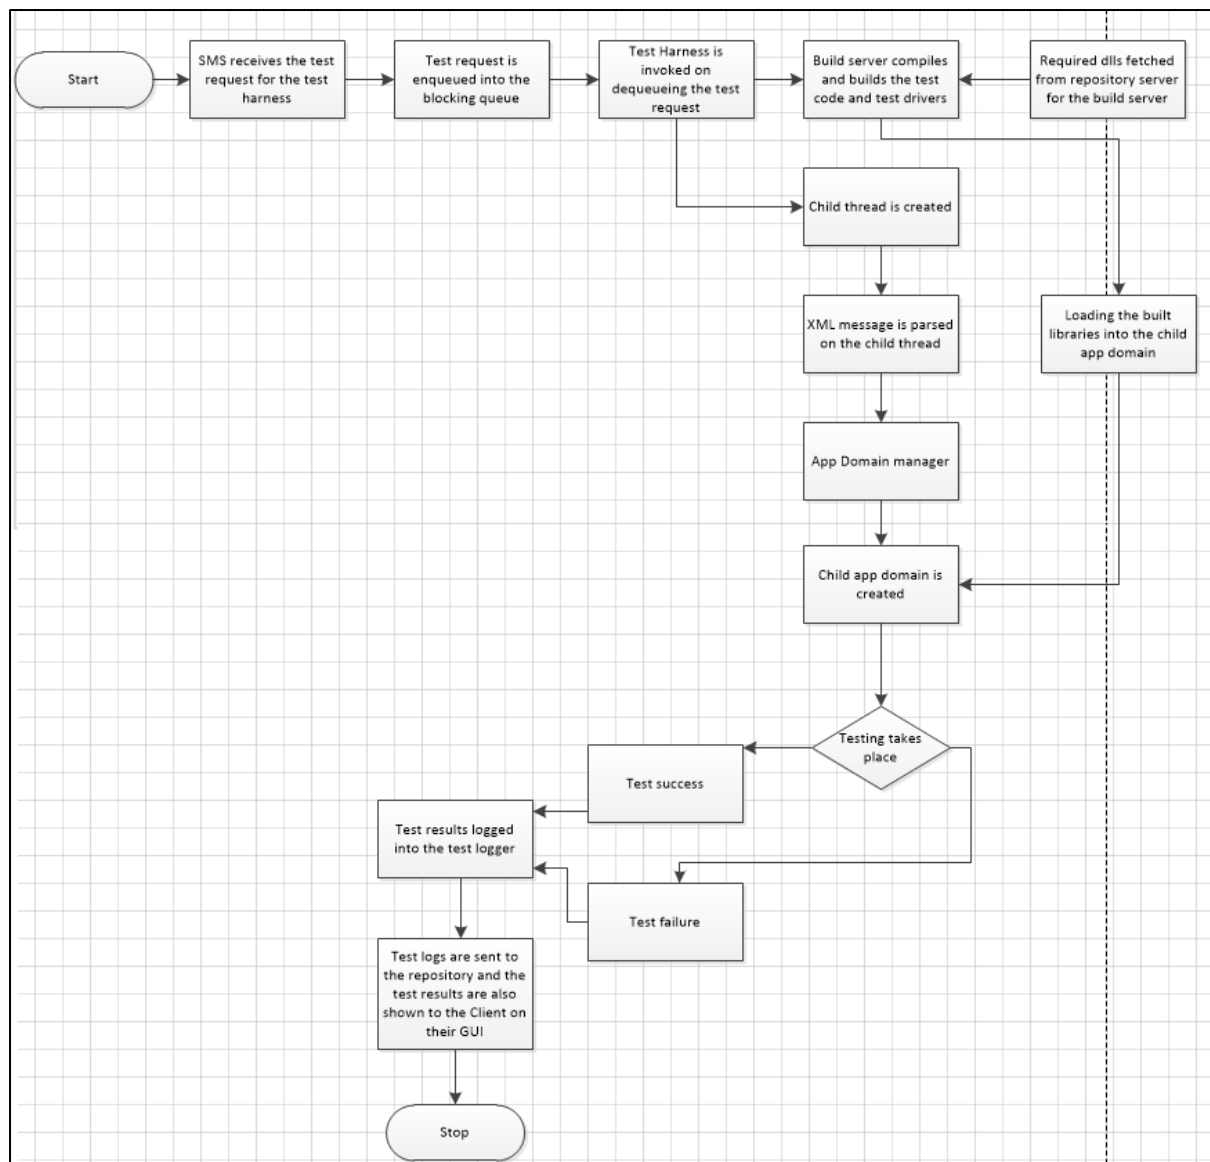 Start
SMS receives the test
request for the test
harness
Test request is
enqueued into the
blocking queue
Test Harness is
invoked on
dequeueing the test
request
Build server compiles
and builds the test
code and test drivers
Required dlls fetched
from repository server
for the build server
Child thread is created
XML message is parsed
on the child thread
Loading the built
libraries into the child
app domain
App Domain manager
Child app domain is
created
Testing takes
place
Test success
Test results logged
into the test logger
Test failure
Test logs are sent to
the repository and the
test results are also
shown to the Client on
their GUI
Stop